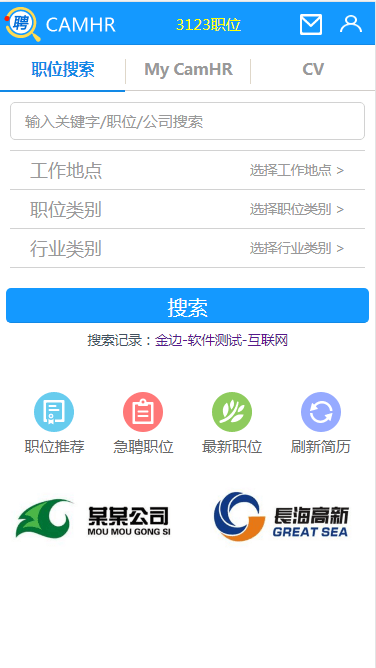 聘 CAMHR 3123职位
职位搜索 My CamHR CV
输入关键字/职位/公司搜索
工作地点 选择工作地点 >
职位类别 选择职位类别 >
行业类别 选择行业类别 >
搜索
搜索记录：金边-软件测试-互联网
职位推荐 急聘职位 最新职位 刷新简历
某某公司 長海高新
MOU MOU GONG SI GREAT SEA